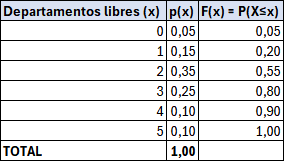 Departamentos libres (x) p(x) F(x) = P(X≤x)
0 0,05 0,05
1 0,15 0,20
2 0,35 0,55
3 0,25 0,80
4 0,10 0,90
5 0,10 1,00
TOTAL 1,00